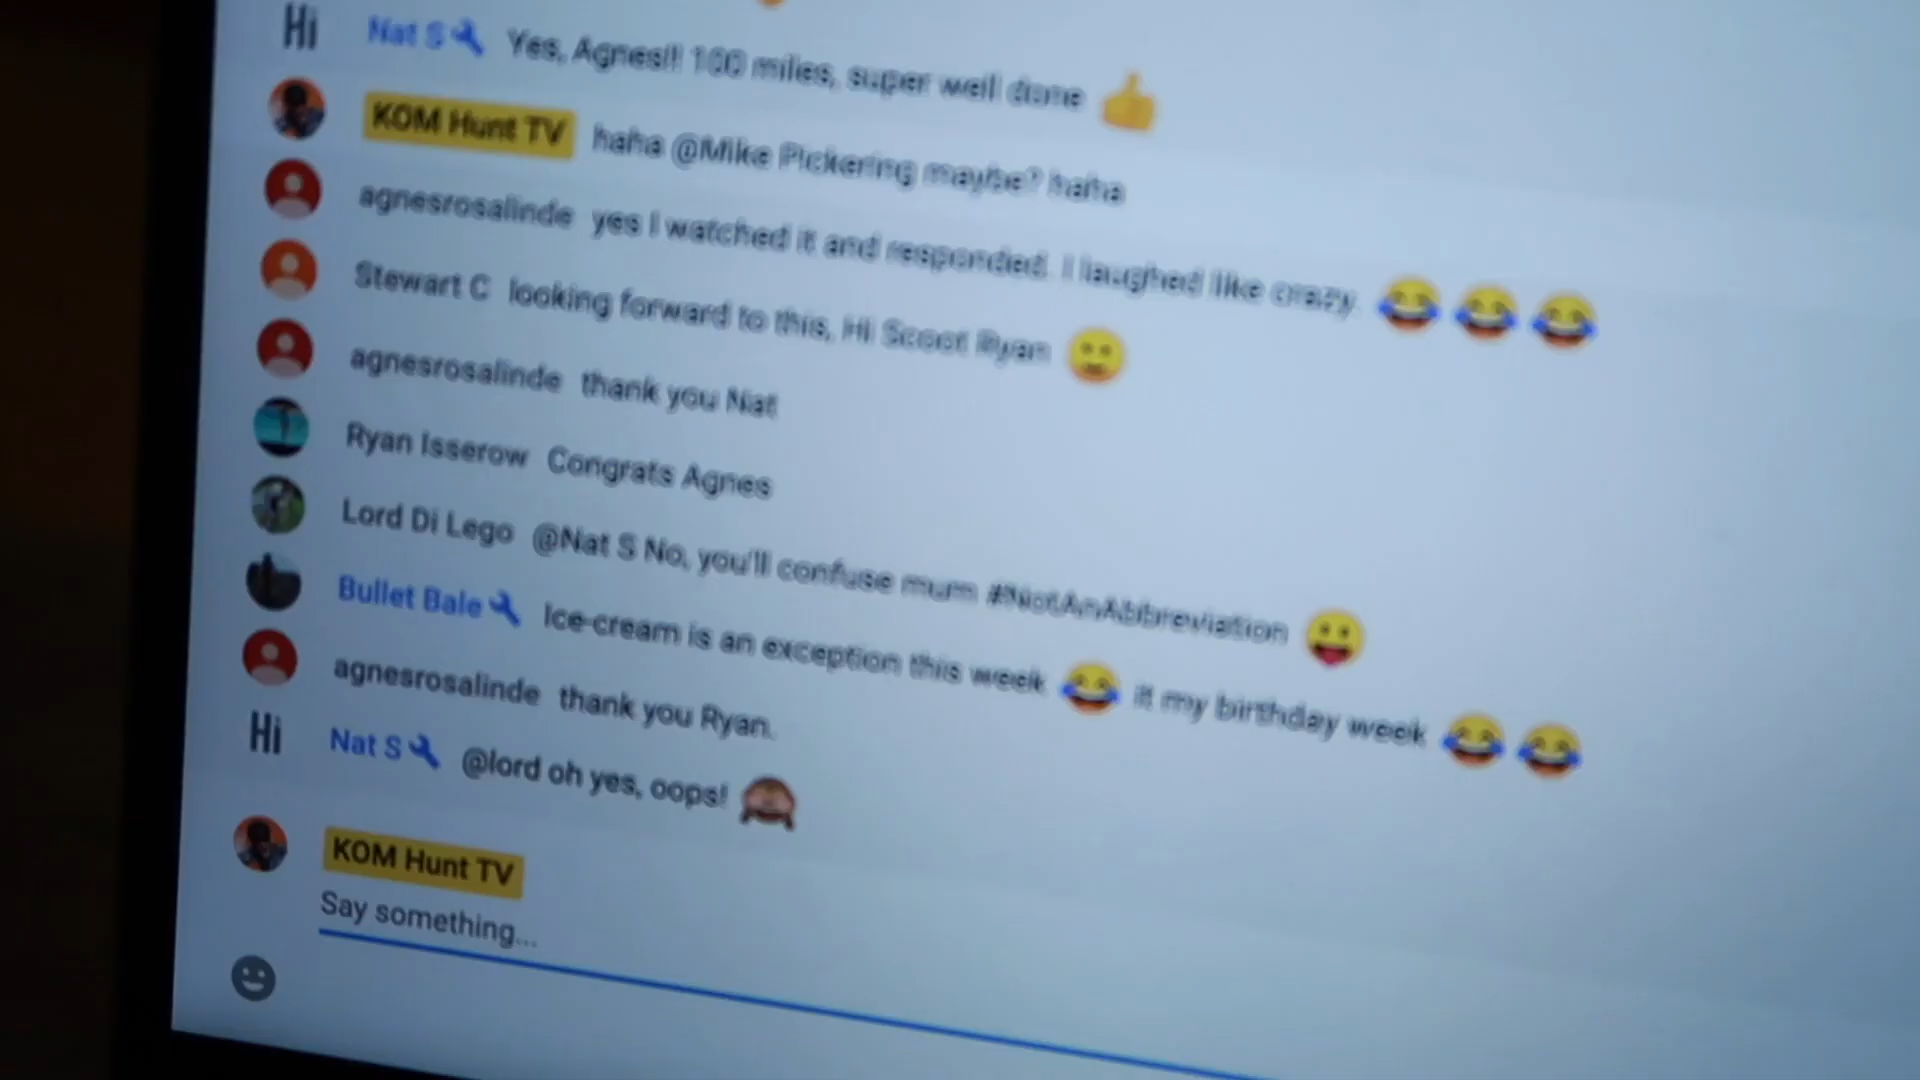 Hi Nat S Yes, Agnes!! 100 miles, super well done 👍
KOM Hunt TV haha @Mike Pickering maybe? haha
agnesrosalinde yes I watched it and responded. I laughed like crazy. 😂 😂 😂
Stewart C looking forward to this, Hi Scoot Ryan
agnesrosalinde thank you Nat
Ryan Isserow Congrats Agnes
Lord Di Lego @Nat S No, you'll confuse mum #NotAnAbbreviation 😛
Bullet Bale Ice-cream is an exception this week 😂 it my birthday week 😂 😂
agnesrosalinde thank you Ryan.
Hi Nat S @lord oh yes, oops! 🙈
KOM Hunt TV
Say something...